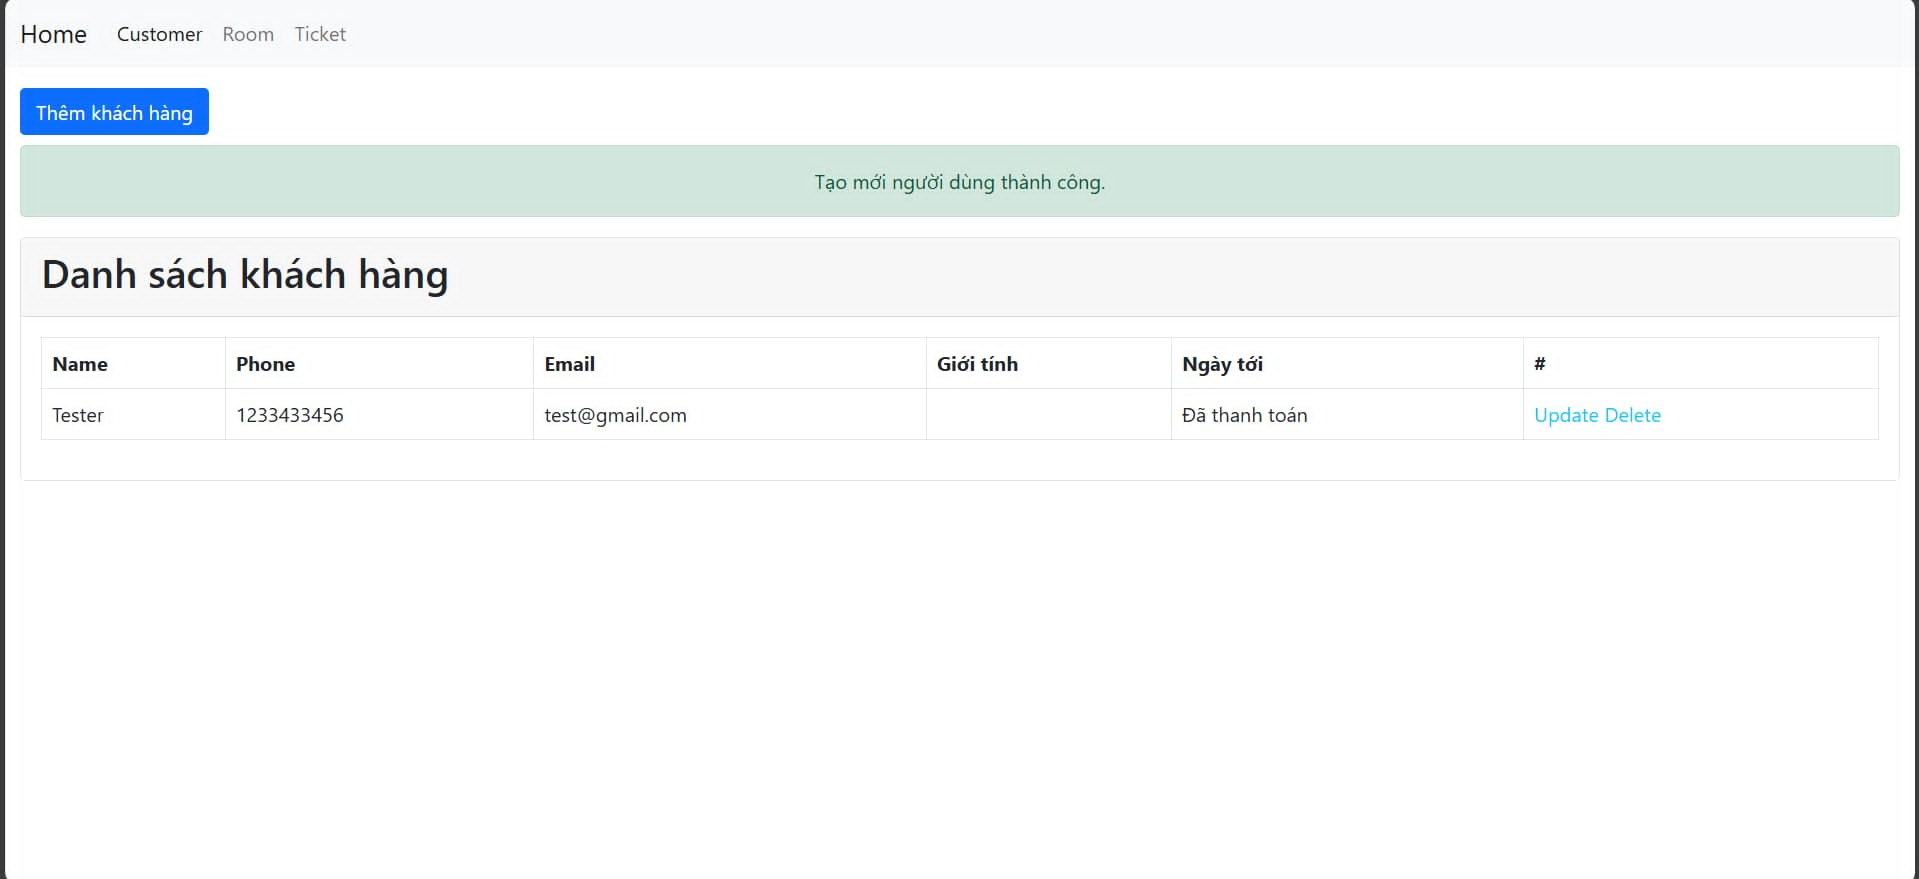 Home Customer Room Ticket
Thêm khách hàng
Tạo mới người dùng thành công.
Danh sách khách hàng
Name Phone Email Giới tính Ngày tới #
Tester 1233433456 test@gmail.com Đã thanh toán Update Delete